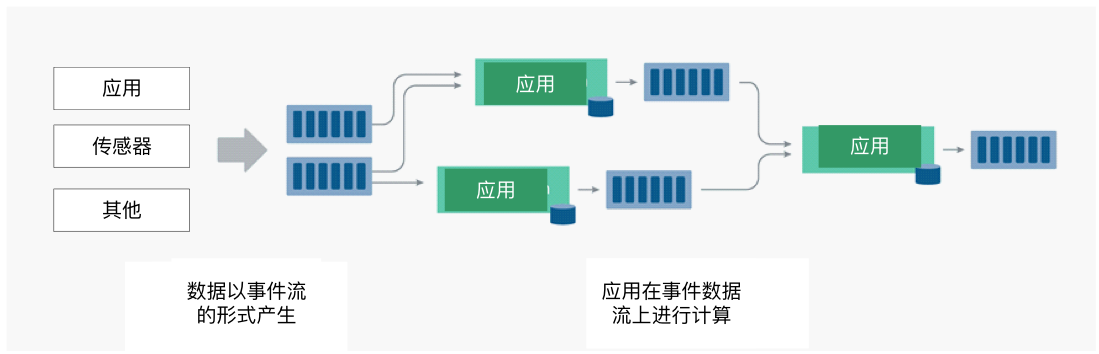 应用
传感器
其他
应用
应用
应用
数据以事件流
的形式产生
应用在事件数据
流上进行计算